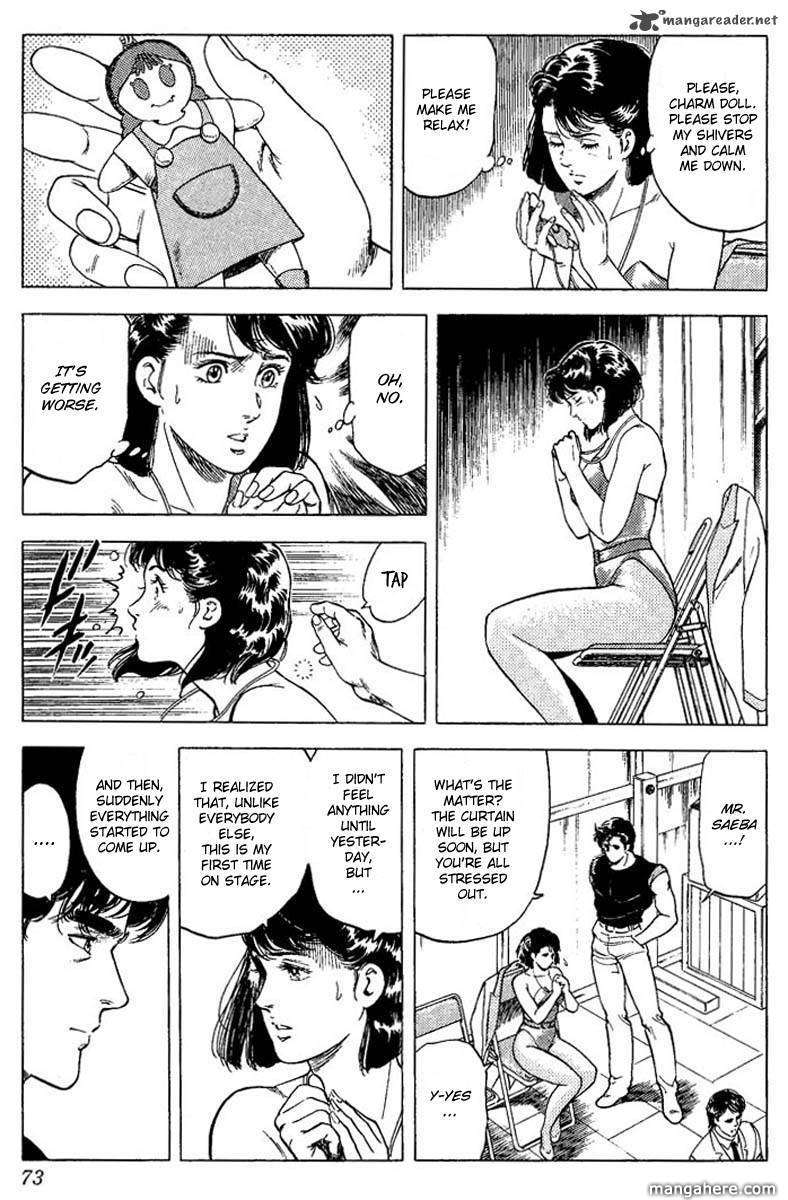 mangareader.net
PLEASE,
CHARM DOLL.
PLEASE STOP
MY SHIVERS
AND CALM
ME DOWN.
PLEASE
MAKE ME
RELAX!
OH,
NO.
IT'S
GETTING
WORSE.
TAP
ドキッ
MR.
SAEBA
...!
WHAT'S THE
MATTER?
THE CURTAIN
WILL BE UP
SOON, BUT
YOU'RE ALL
STRESSED
OUT.
Y-YES
...
I DIDN'T
FEEL
ANYTHING
UNTIL
YESTER-
DAY,
BUT
...
I REALIZED
THAT, UNLIKE
EVERYBODY
ELSE,
THIS IS MY
FIRST TIME
ON STAGE.
AND THEN,
SUDDENLY
EVERYTHING
STARTED TO
COME UP.
....
73
mangahere.com